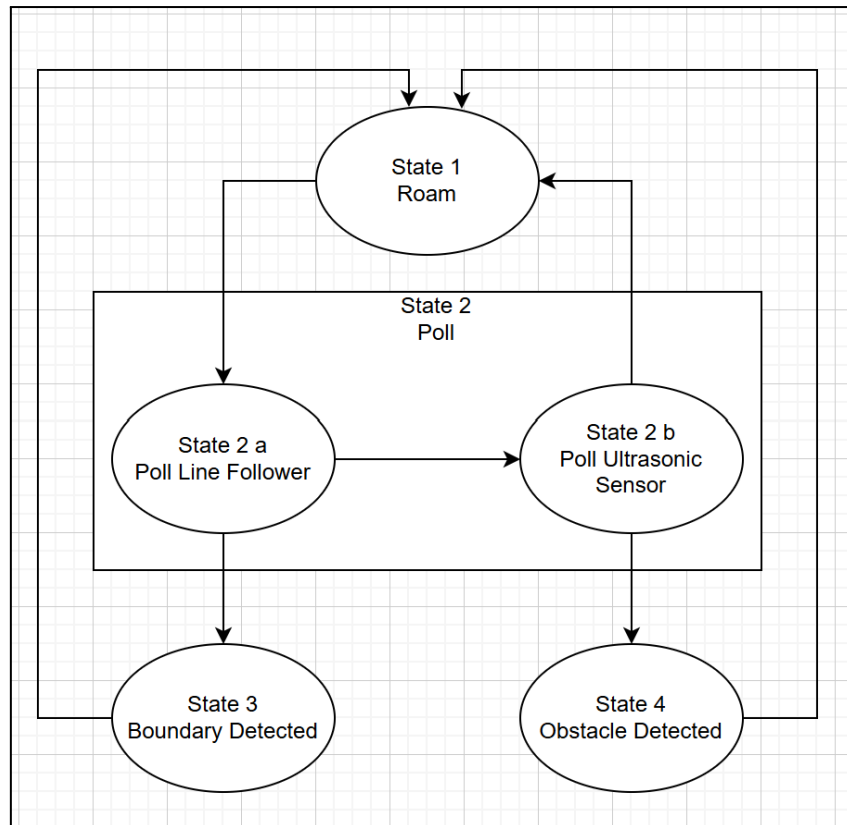 State 1
Roam
State 2
Poll
State 2 a
Poll Line Follower
State 2 b
Poll Ultrasonic
Sensor
State 3
Boundary Detected
State 4
Obstacle Detected